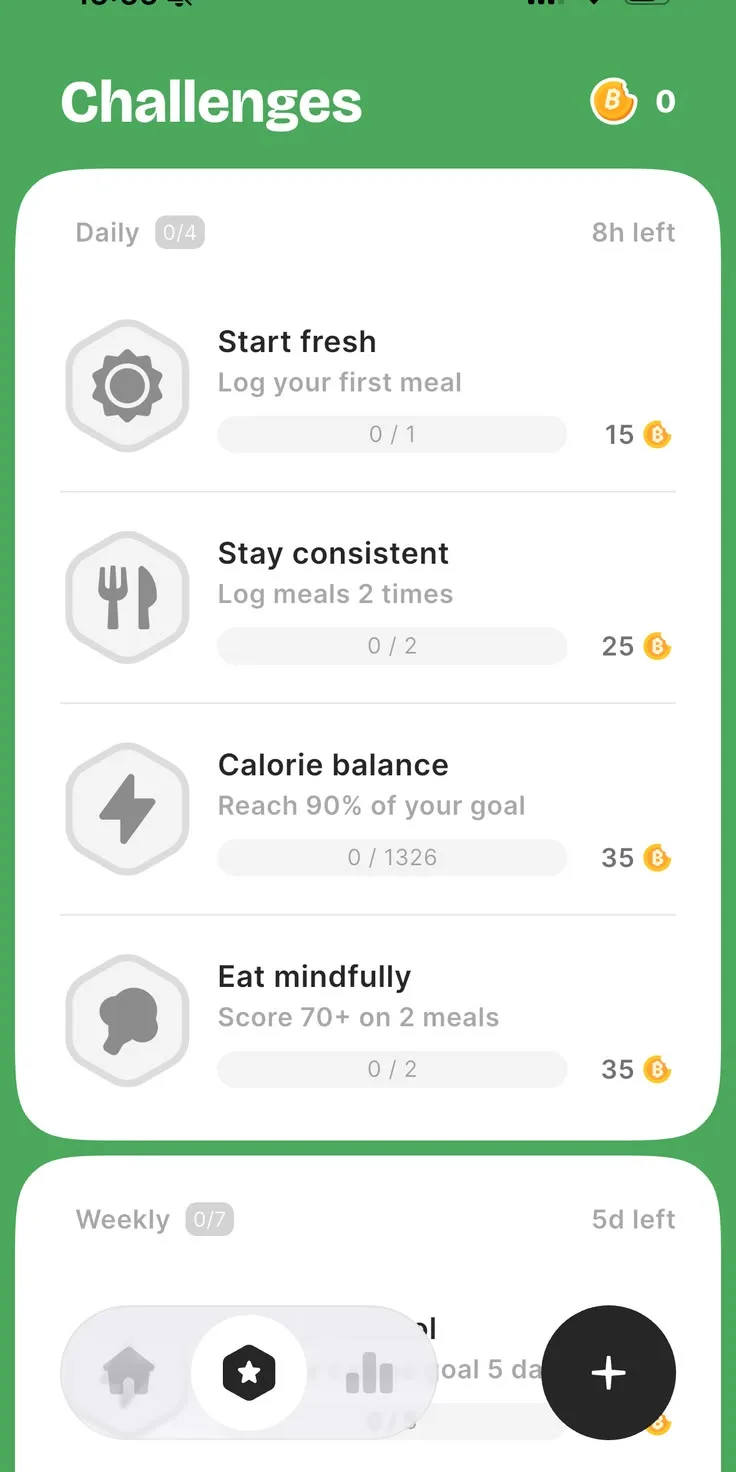 Challenges
0
Daily 0/4 8h left
Start fresh
Log your first meal
0 / 1 15
Stay consistent
Log meals 2 times
0 / 2 25
Calorie balance
Reach 90% of your goal
0 / 1326 35
Eat mindfully
Score 70+ on 2 meals
0 / 2 35
Weekly 0/7 5d left
goal 5